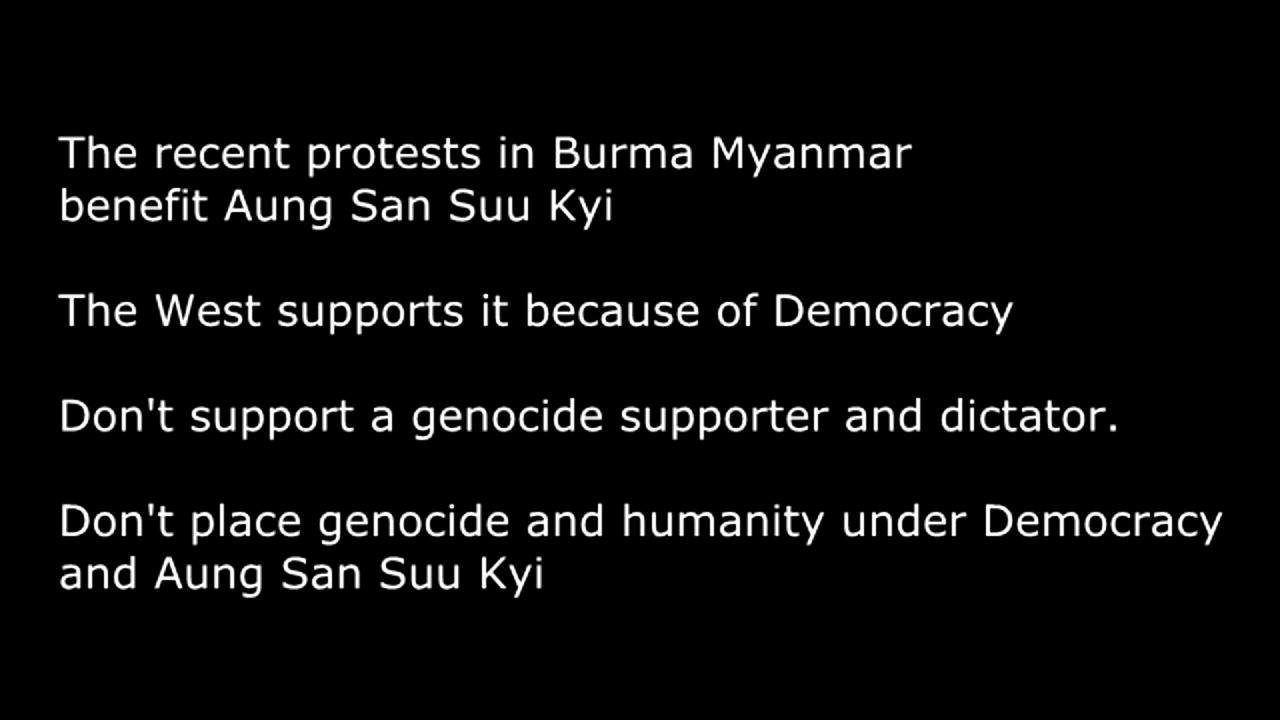 The recent protests in Burma Myanmar
benefit Aung San Suu Kyi
The West supports it because of Democracy
Don't support a genocide supporter and dictator.
Don't place genocide and humanity under Democracy
and Aung San Suu Kyi